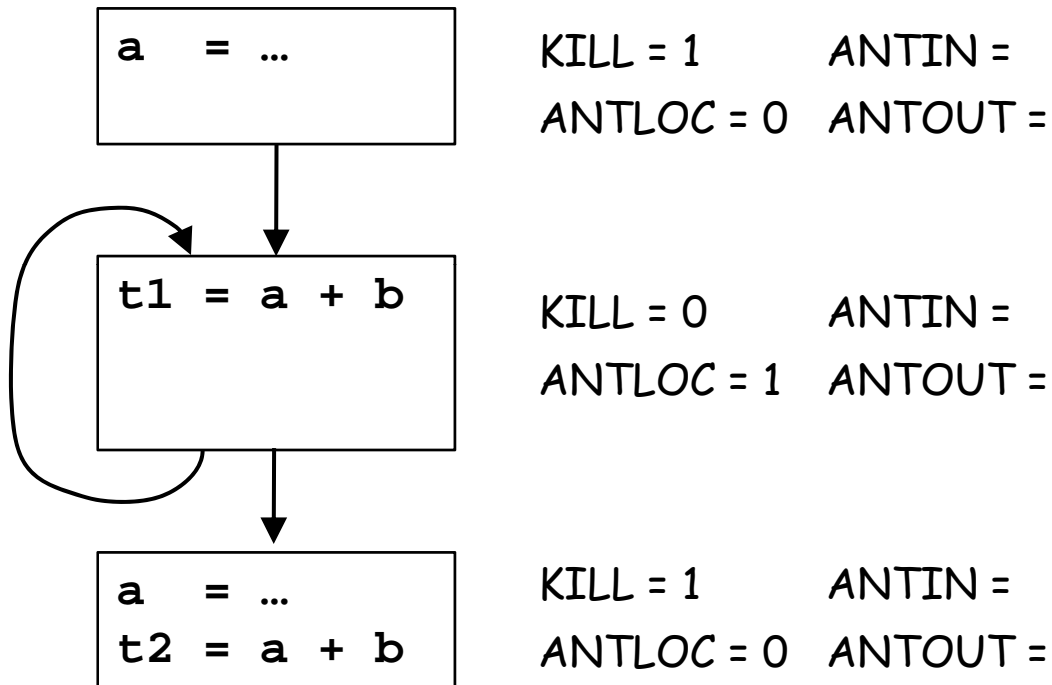 a = …
KILL = 1 ANTIN =
ANTLOC = 0 ANTOUT =
t1 = a + b
KILL = 0 ANTIN =
ANTLOC = 1 ANTOUT =
a = …
t2 = a + b
KILL = 1 ANTIN =
ANTLOC = 0 ANTOUT =